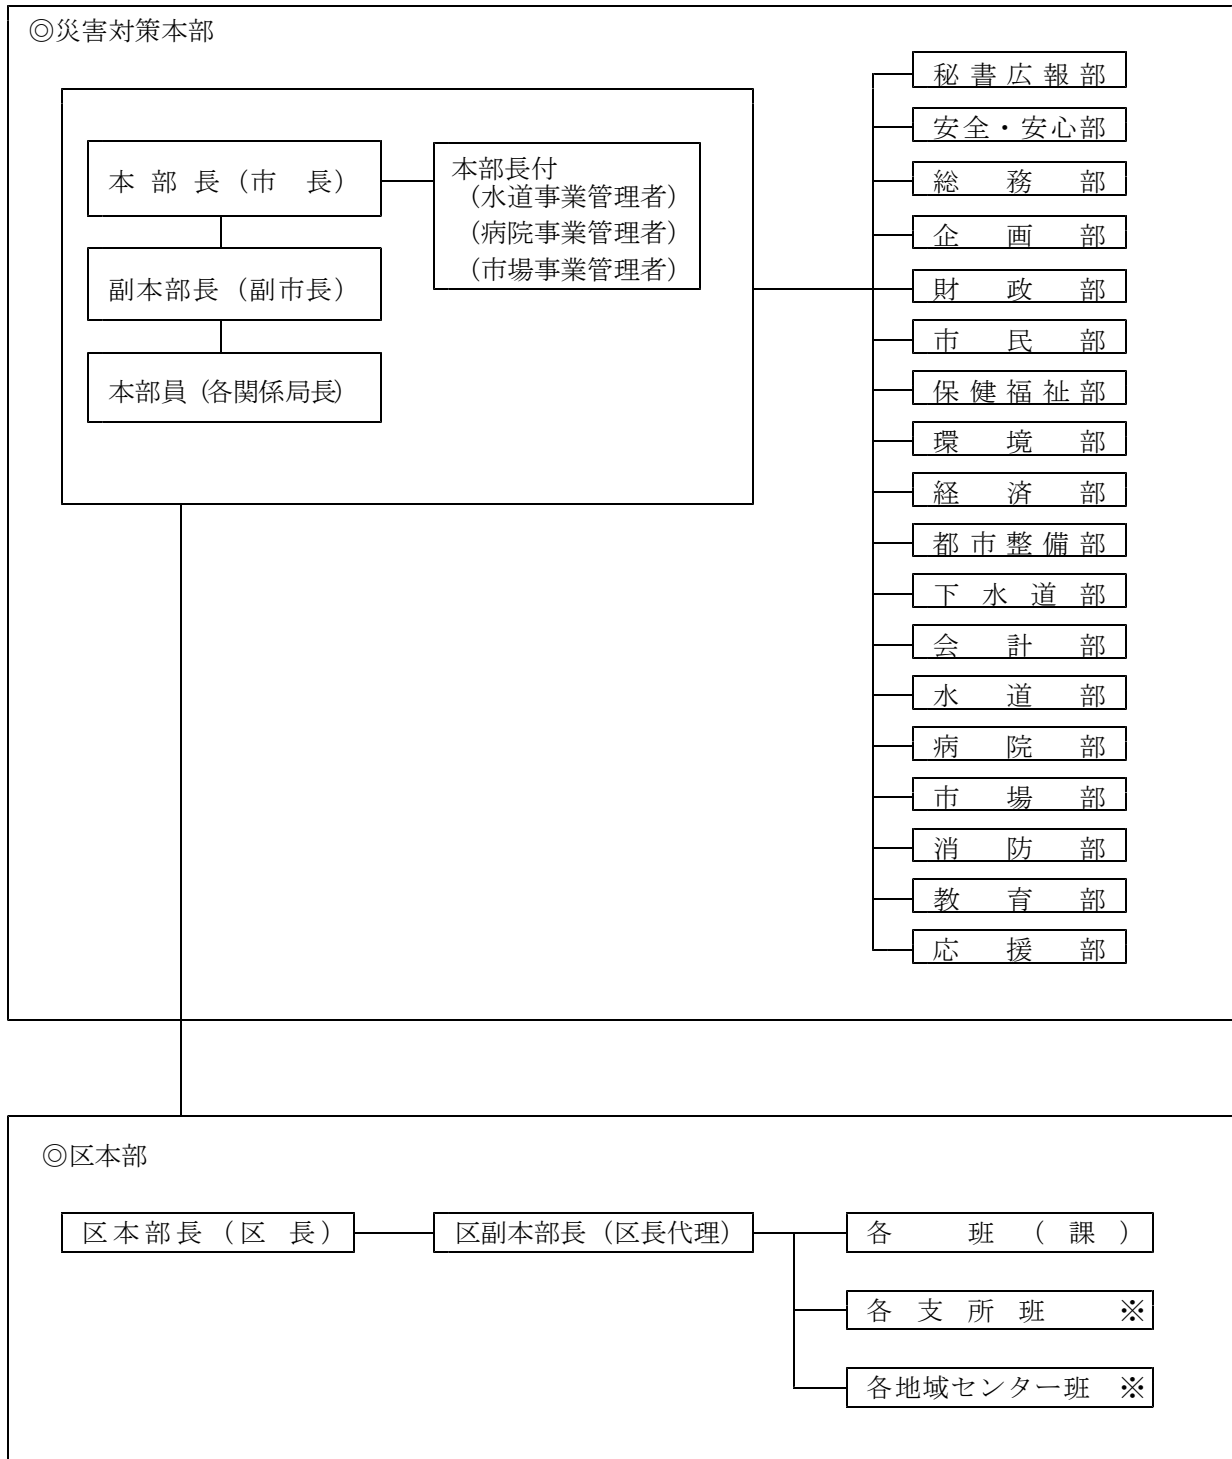 ◎災害対策本部
本部長（市　長）
副本部長（副市長）
本部員（各関係局長）
本部長付
（水道事業管理者）
（病院事業管理者）
（市場事業管理者）
秘書広報部
安全・安心部
総務部
企画部
財政部
市民部
保健福祉部
環境部
経済部
都市整備部
下水道部
会計部
水道部
病院部
市場部
消防部
教育部
応援部
◎区本部
区本部長（区　長）
区副本部長（区長代理）
各班（課）
各支所班　※
各地域センター班　※